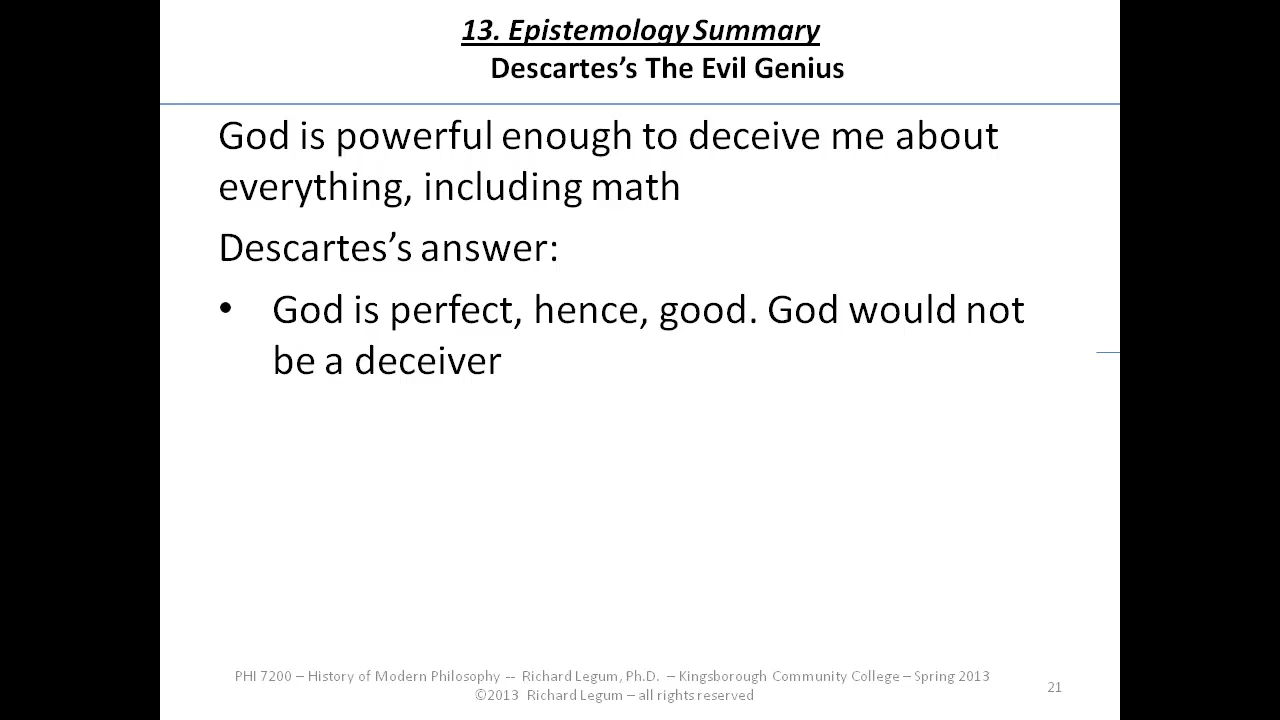 13. Epistemology Summary
Descartes’s The Evil Genius
God is powerful enough to deceive me about
everything, including math
Descartes’s answer:
• God is perfect, hence, good. God would not
be a deceiver
PHI 7200 – History of Modern Philosophy -- Richard Legum, Ph.D. – Kingsborough Community College – Spring 2013
©2013 Richard Legum – all rights reserved
21